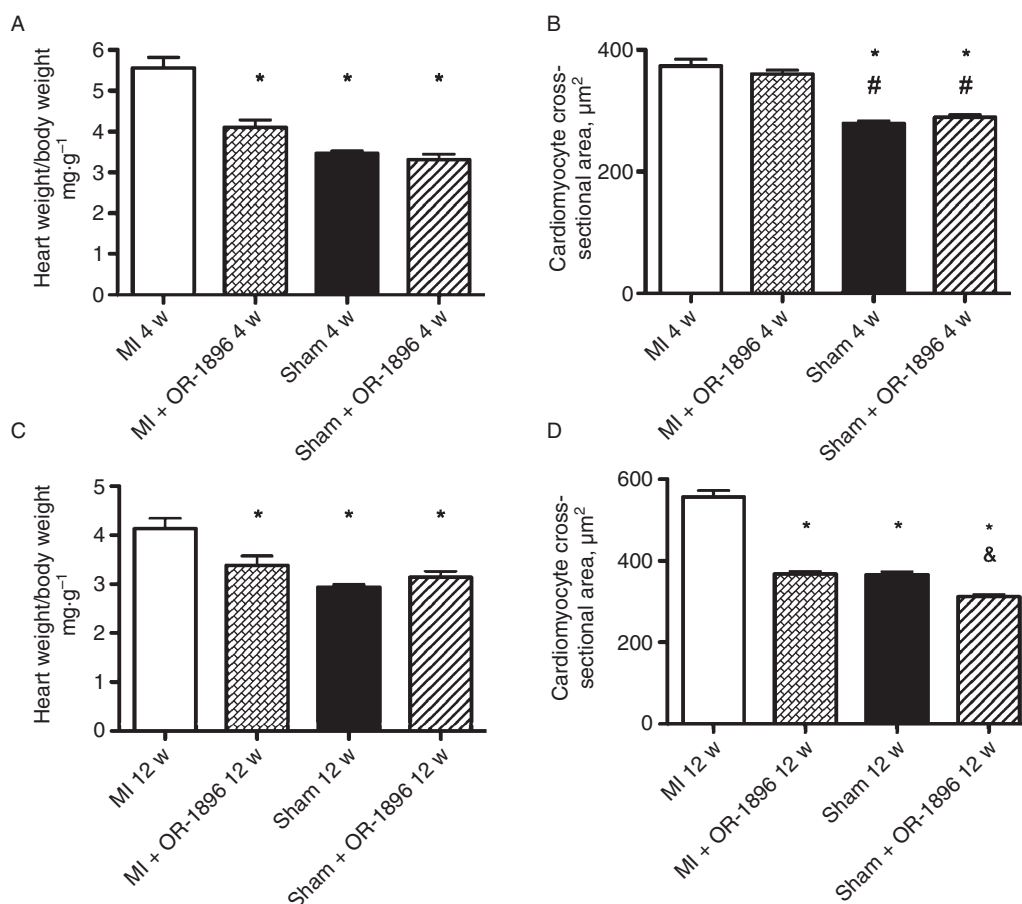 A
Heart weight/body weight
mg·g⁻¹
6
5
4
3
2
1
0
*
*
*
MI 4 w
MI + OR-1896 4 w
Sham 4 w
Sham + OR-1896 4 w
B
Cardiomyocyte cross-
sectional area, µm²
400
200
0
*
#
*
#
MI 4 w
MI + OR-1896 4 w
Sham 4 w
Sham + OR-1896 4 w
C
Heart weight/body weight
mg·g⁻¹
5
4
3
2
1
0
*
*
*
MI 12 w
MI + OR-1896 12 w
Sham 12 w
Sham + OR-1896 12 w
D
Cardiomyocyte cross-
sectional area, µm²
600
400
200
0
*
*
*
&
MI 12 w
MI + OR-1896 12 w
Sham 12 w
Sham + OR-1896 12 w